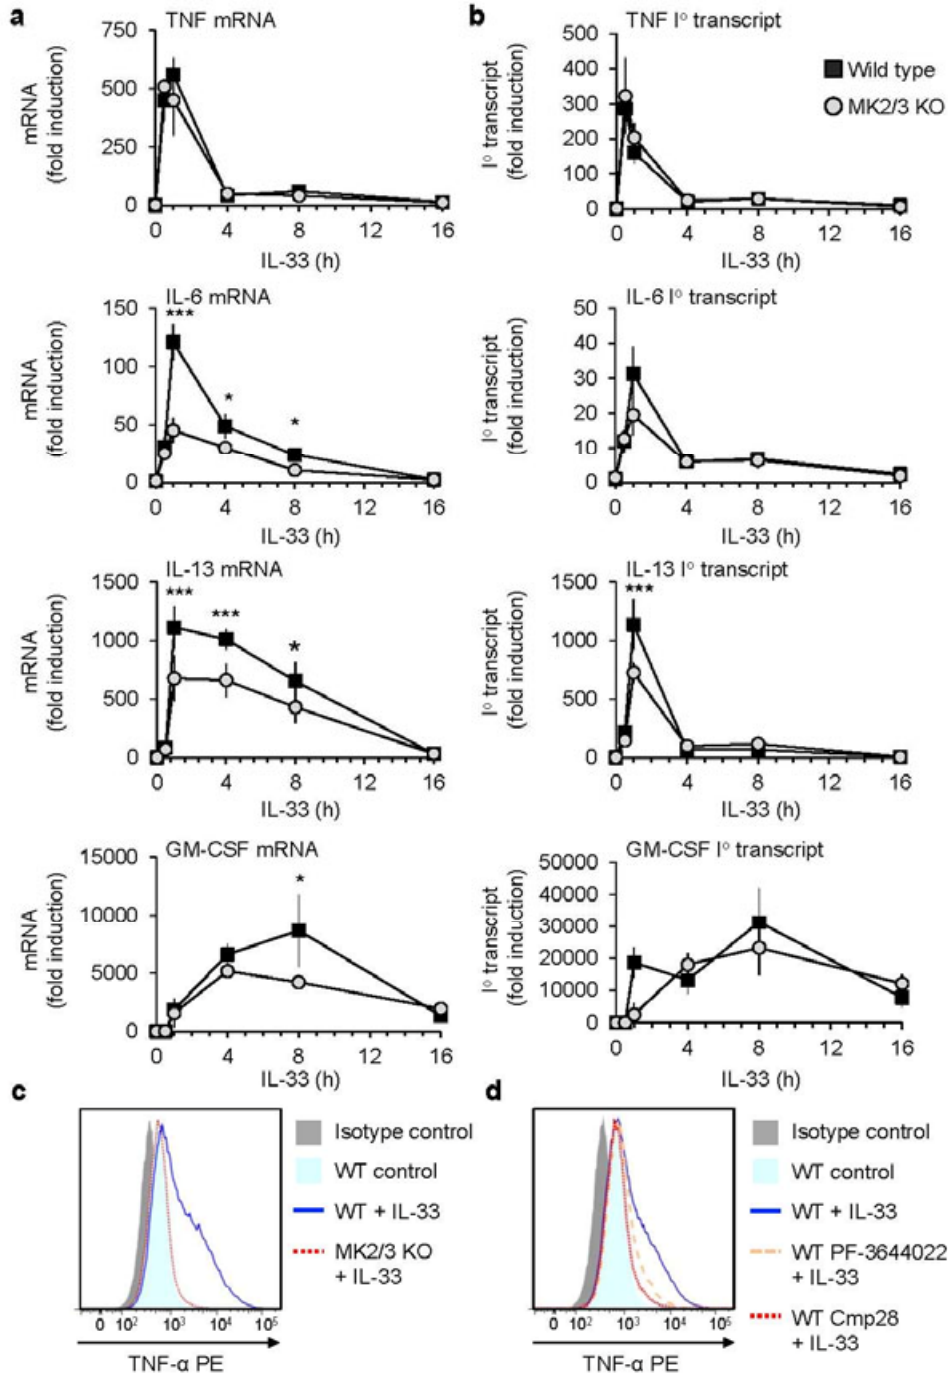 a
TNF mRNA
mRNA
(fold induction)
750
500
250
0
0 4 8 12 16
IL-33 (h)
b
TNF Iº transcript
Iº transcript
(fold induction)
500
400
300
200
100
0
0 4 8 12 16
IL-33 (h)
Wild type
MK2/3 KO
IL-6 mRNA
mRNA
(fold induction)
150
100
50
0
***
*
*
0 4 8 12 16
IL-33 (h)
IL-6 Iº transcript
Iº transcript
(fold induction)
50
40
30
20
10
0
0 4 8 12 16
IL-33 (h)
IL-13 mRNA
mRNA
(fold induction)
1500
1000
500
0
***
***
*
0 4 8 12 16
IL-33 (h)
IL-13 Iº transcript
Iº transcript
(fold induction)
1500
1000
500
0
***
0 4 8 12 16
IL-33 (h)
GM-CSF mRNA
mRNA
(fold induction)
15000
10000
5000
0
*
0 4 8 12 16
IL-33 (h)
GM-CSF Iº transcript
Iº transcript
(fold induction)
50000
40000
30000
20000
10000
0
0 4 8 12 16
IL-33 (h)
c
0 10² 10³ 10⁴ 10⁵
TNF-α PE
Isotype control
WT control
WT + IL-33
MK2/3 KO
+ IL-33
d
0 10² 10³ 10⁴ 10⁵
TNF-α PE
Isotype control
WT control
WT + IL-33
WT PF-3644022
+ IL-33
WT Cmp28
+ IL-33